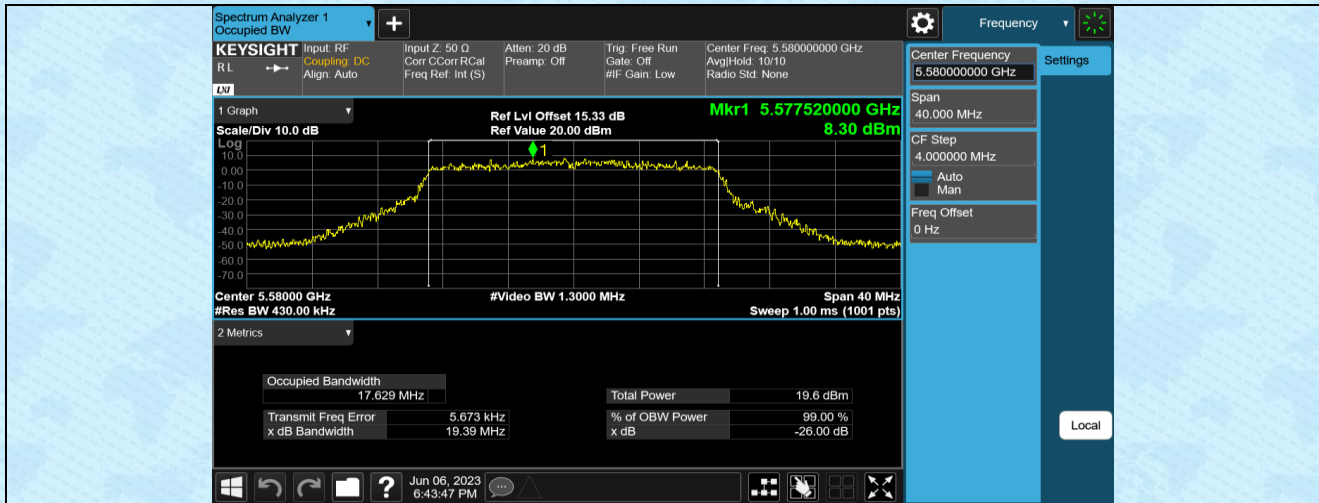 Spectrum Analyzer 1
Occupied BW
+
Frequency
KEYSIGHT
RL
LXI
Input: RF
Coupling: DC
Align: Auto
Input Z: 50 Ω
Corr CCorr RCal
Freq Ref: Int (S)
Atten: 20 dB
Preamp: Off
Trig: Free Run
Gate: Off
#IF Gain: Low
Center Freq: 5.580000000 GHz
Avg|Hold: 10/10
Radio Std: None
Center Frequency
5.580000000 GHz
Settings
Span
40.000 MHz
CF Step
4.000000 MHz
Auto
Man
Freq Offset
0 Hz
Local
1 Graph
Scale/Div 10.0 dB
Ref Lvl Offset 15.33 dB
Ref Value 20.00 dBm
Mkr1 5.577520000 GHz
8.30 dBm
Log
1
10.0
0.00
-10.0
-20.0
-30.0
-40.0
-50.0
-60.0
-70.0
Center 5.58000 GHz
#Video BW 1.3000 MHz
Span 40 MHz
#Res BW 430.00 kHz
Sweep 1.00 ms (1001 pts)
2 Metrics
Occupied Bandwidth
17.629 MHz
Total Power 19.6 dBm
Transmit Freq Error 5.673 kHz
% of OBW Power 99.00 %
x dB Bandwidth 19.39 MHz
x dB -26.00 dB
?
Jun 06, 2023
6:43:47 PM